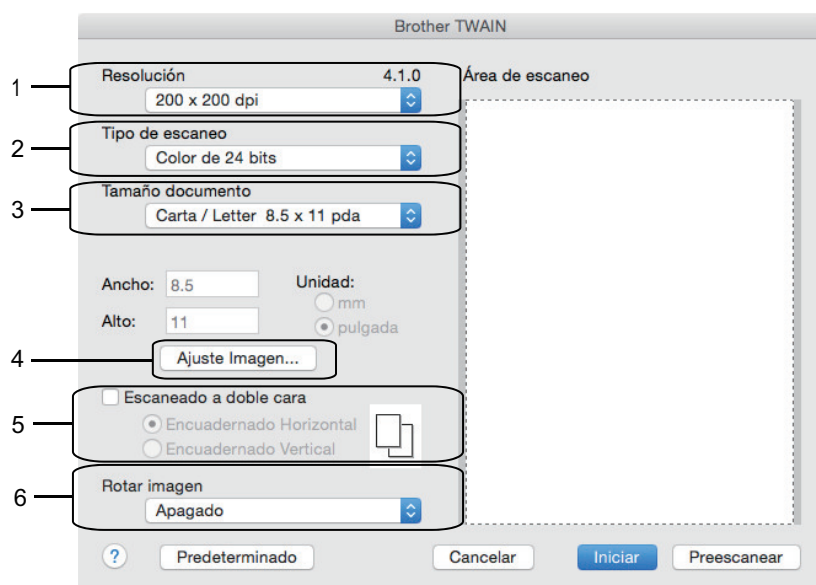 Brother TWAIN
1
Resolución 4.1.0
200 x 200 dpi
2
Tipo de escaneo
Color de 24 bits
3
Tamaño documento
Carta / Letter 8.5 x 11 pda
Ancho: 8.5
Alto: 11
Unidad:
mm
pulgada
4
Ajuste Imagen...
5
Escaneado a doble cara
Encuadernado Horizontal
Encuadernado Vertical
6
Rotar imagen
Apagado
Área de escaneo
?
Predeterminado
Cancelar
Iniciar
Preescanear